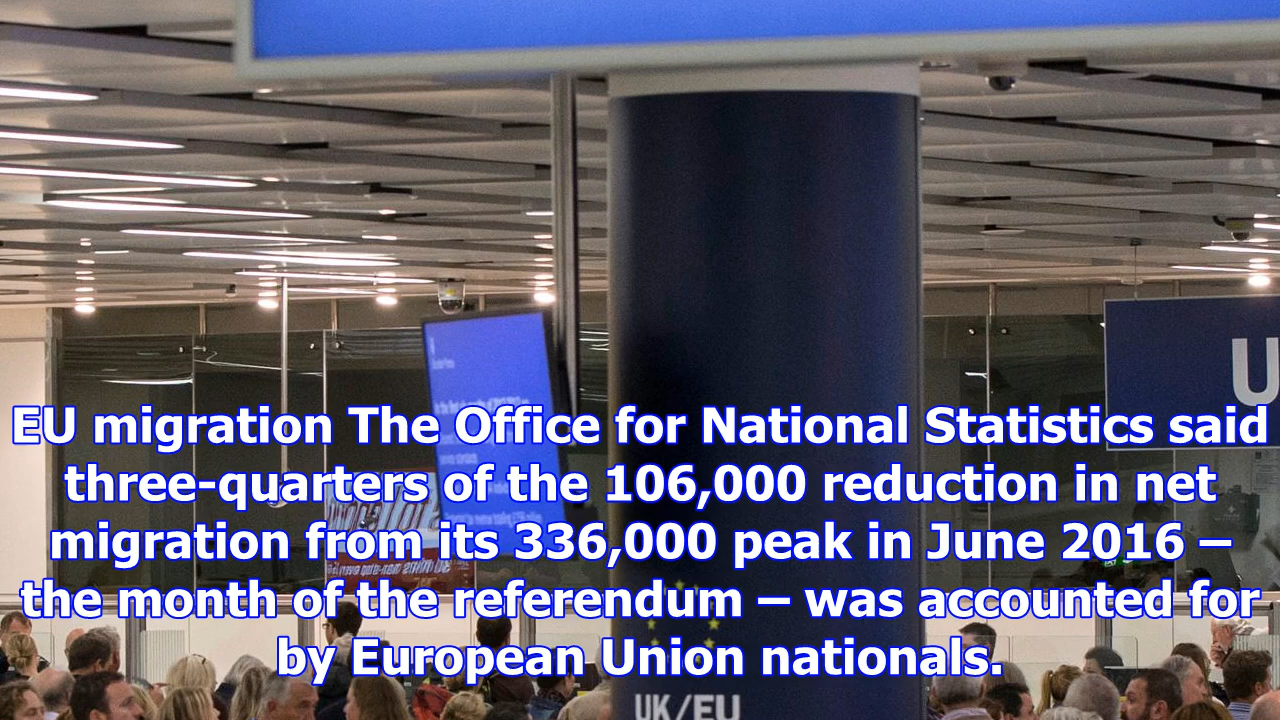 U
EU migration The Office for National Statistics said
three-quarters of the 106,000 reduction in net
migration from its 336,000 peak in June 2016 –
the month of the referendum – was accounted for
by European Union nationals.
UK/EU